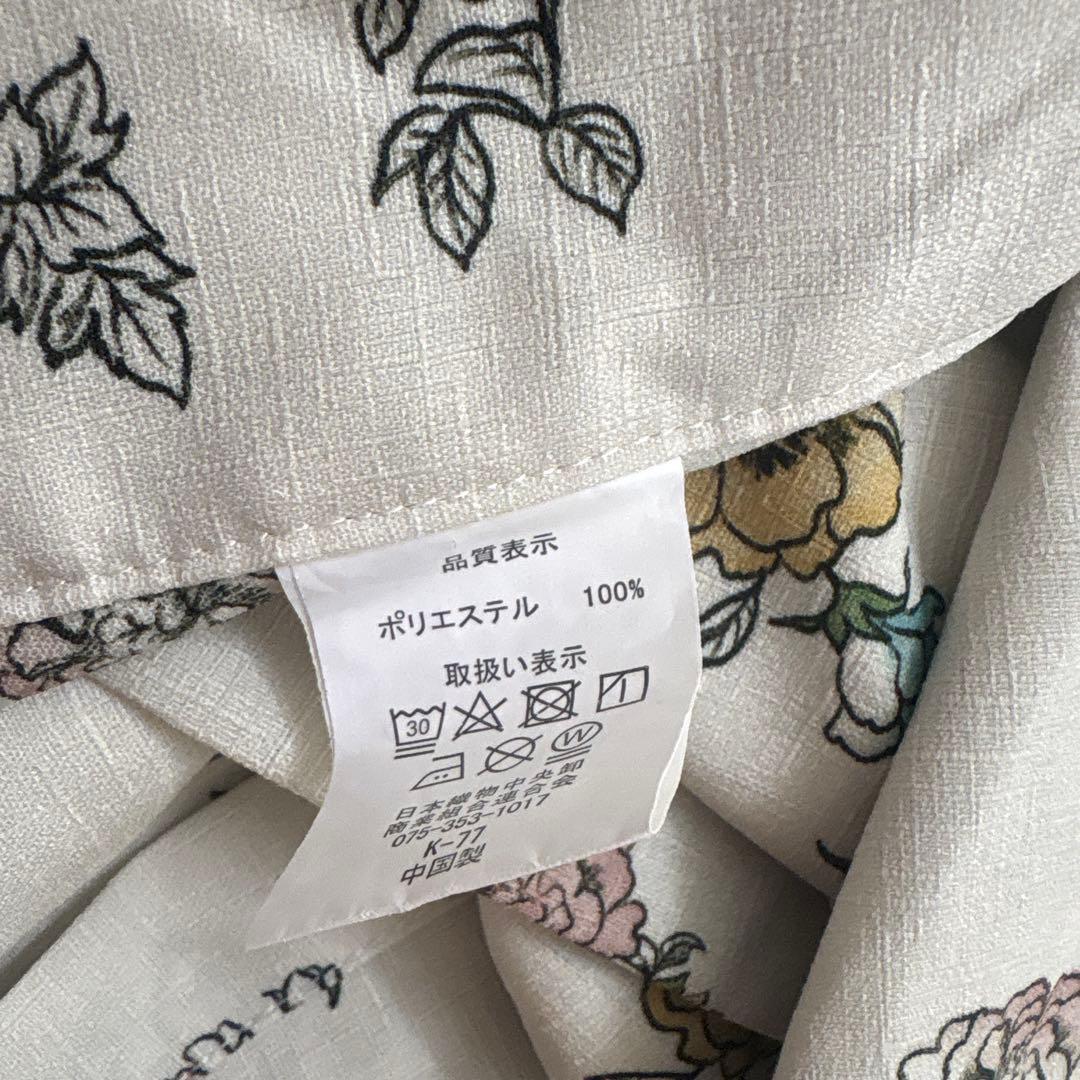 品質表示
ポリエステル 100%
取扱い表示
30
W
日本織物中央卸
商業組合連合会
075-353-1017
K-77
中国製